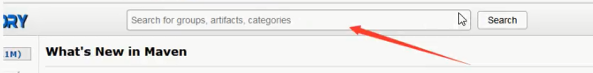 ORY
Search for groups, artifacts, categories
Search
1M)
What's New in Maven